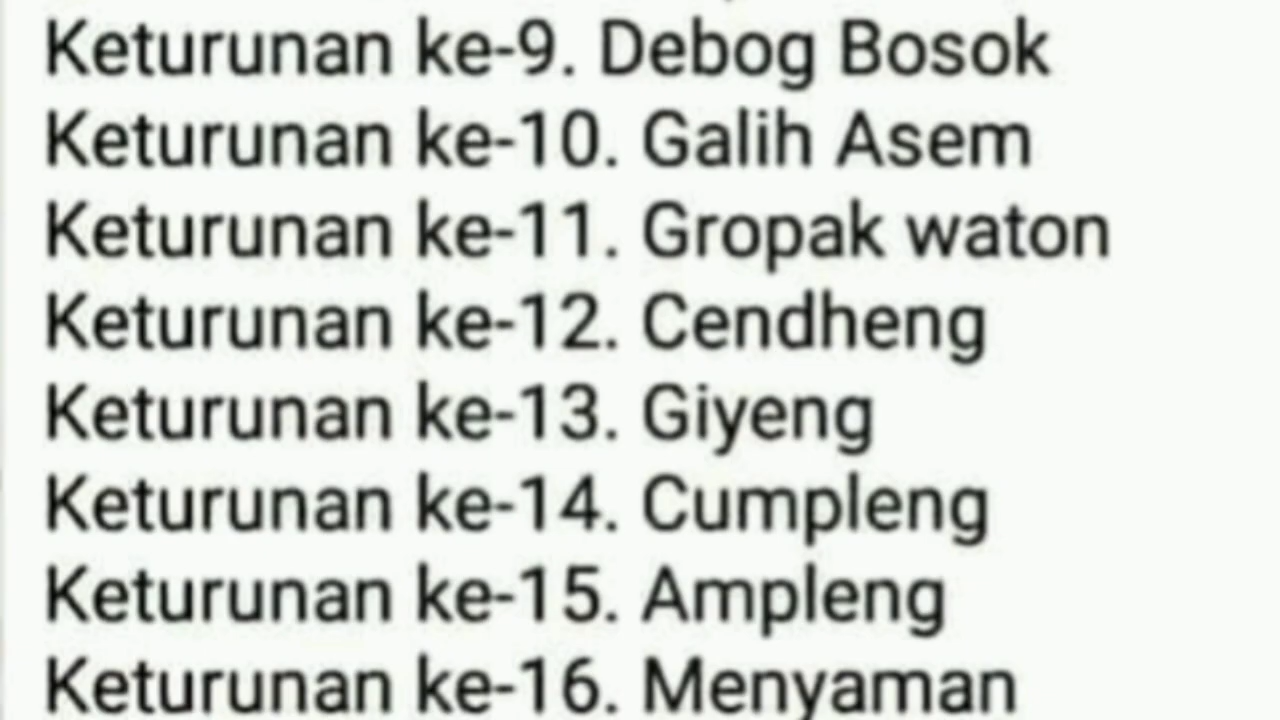 Keturunan ke-9. Debog Bosok
Keturunan ke-10. Galih Asem
Keturunan ke-11. Gropak waton
Keturunan ke-12. Cendheng
Keturunan ke-13. Giyeng
Keturunan ke-14. Cumpleng
Keturunan ke-15. Ampleng
Keturunan ke-16. Menyaman